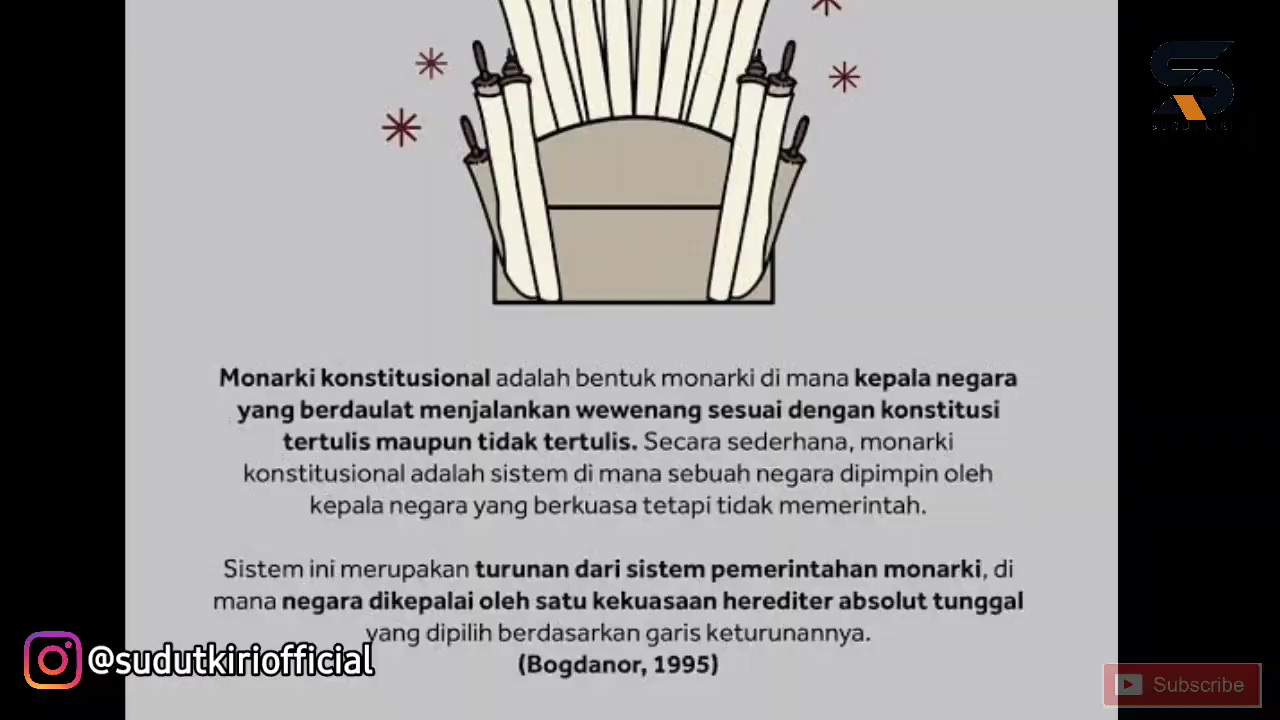 Monarki konstitusional adalah bentuk monarki di mana kepala negara
yang berdaulat menjalankan wewenang sesuai dengan konstitusi
tertulis maupun tidak tertulis. Secara sederhana, monarki
konstitusional adalah sistem di mana sebuah negara dipimpin oleh
kepala negara yang berkuasa tetapi tidak memerintah.
Sistem ini merupakan turunan dari sistem pemerintahan monarki, di
mana negara dikepalai oleh satu kekuasaan herediter absolut tunggal
yang dipilih berdasarkan garis keturunannya.
(Bogdanor, 1995)
@sudutkiriofficial
Subscribe